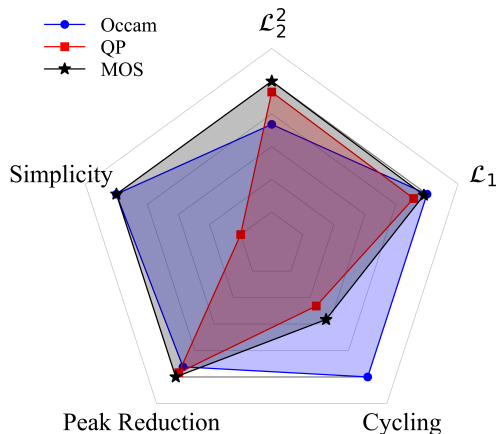 Occam
QP
MOS
$\mathcal{L}_2^2$
$\mathcal{L}_1$
Simplicity
Peak Reduction
Cycling